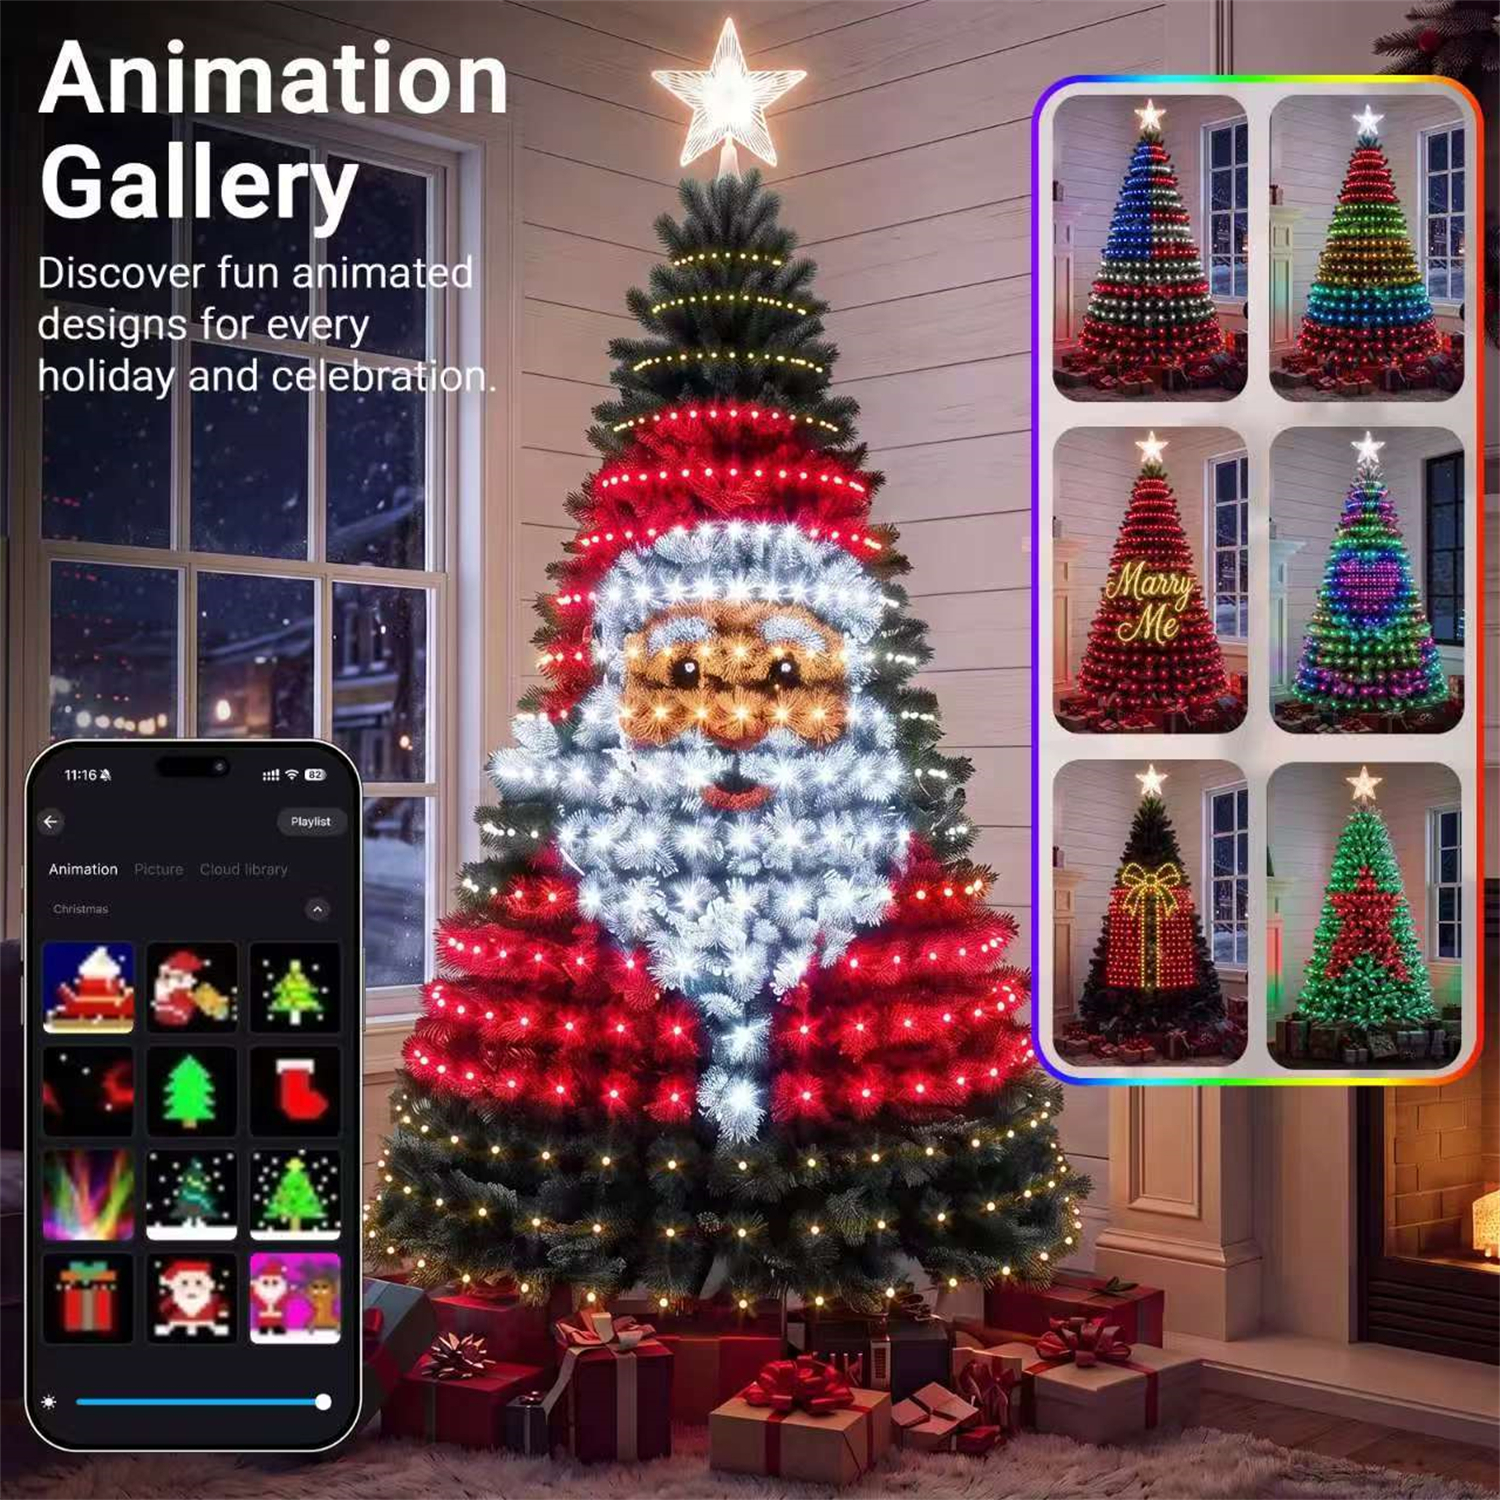 Animation
Gallery
Discover fun animated
designs for every
holiday and celebration.
11:16
82
Playlist
Animation Picture Cloud library
Christmas
Marry
Me